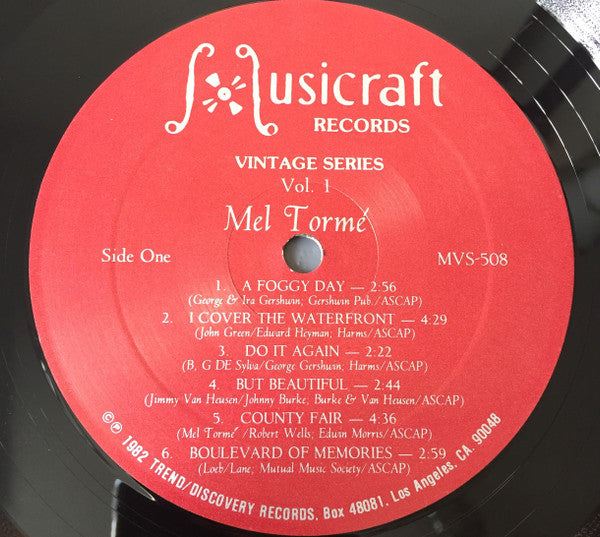 Musicraft
RECORDS
VINTAGE SERIES
Vol. 1
Mel Tormé
Side One
MVS-508
1. A FOGGY DAY — 2:56
(George & Ira Gershwin; Gershwin Pub./ASCAP)
2. I COVER THE WATERFRONT — 4:29
(John Green/Edward Heyman; Harms/ASCAP)
3. DO IT AGAIN — 2:22
(B. G DE Sylva/George Gershwin; Harms/ASCAP)
4. BUT BEAUTIFUL — 2:44
(Jimmy Van Heusen/Johnny Burke; Burke & Van Heusen/ASCAP)
5. COUNTY FAIR — 4:36
(Mel Tormé /Robert Wells; Edwin Morris/ASCAP)
6. BOULEVARD OF MEMORIES — 2:59
(Loeb/Lane; Mutual Music Society/ASCAP)
©℗ 1982 TREND/DISCOVERY RECORDS, Box 48081, Los Angeles, CA. 90048